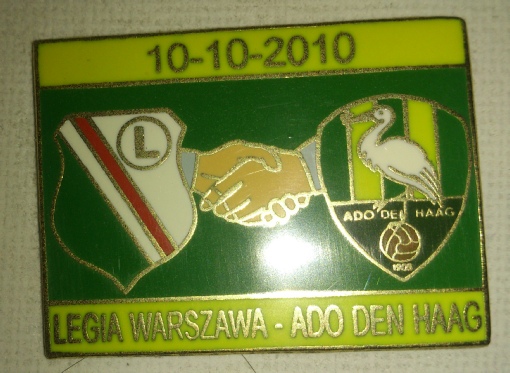 10-10-2010
L
ADO DEN HAAG
1905
LEGIA WARSZAWA - ADO DEN HAAG